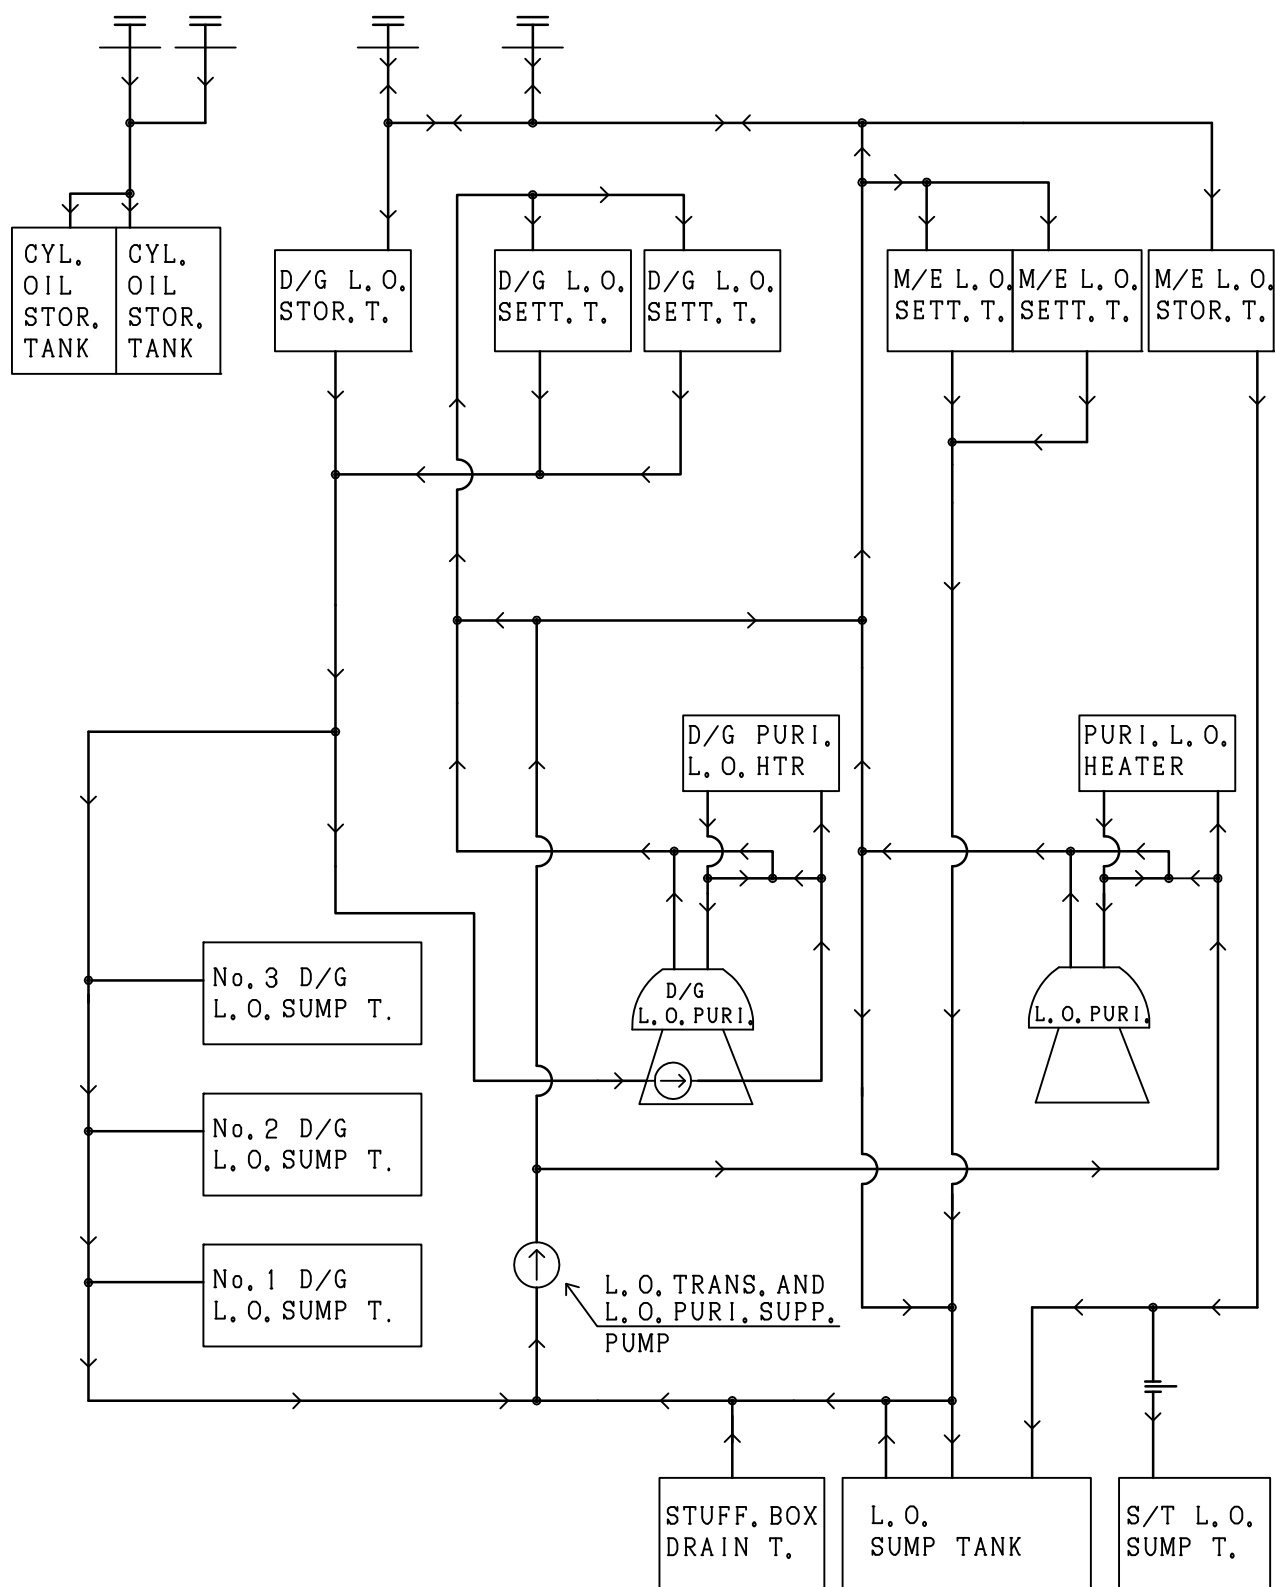 CYL.
OIL
STOR.
TANK
CYL.
OIL
STOR.
TANK
D/G L.O.
STOR.T.
D/G L.O.
SETT.T.
D/G L.O.
SETT.T.
M/E L.O.
SETT.T.
M/E L.O.
SETT.T.
M/E L.O.
STOR.T.
D/G PURI.
L.O.HTR
PURI.L.O.
HEATER
No.3 D/G
L.O.SUMP T.
D/G
L.O.PURI.
L.O.PURI.
No.2 D/G
L.O.SUMP T.
No.1 D/G
L.O.SUMP T.
L.O.TRANS.AND
L.O.PURI.SUPP.
PUMP
STUFF.BOX
DRAIN T.
L.O.
SUMP TANK
S/T L.O.
SUMP T.